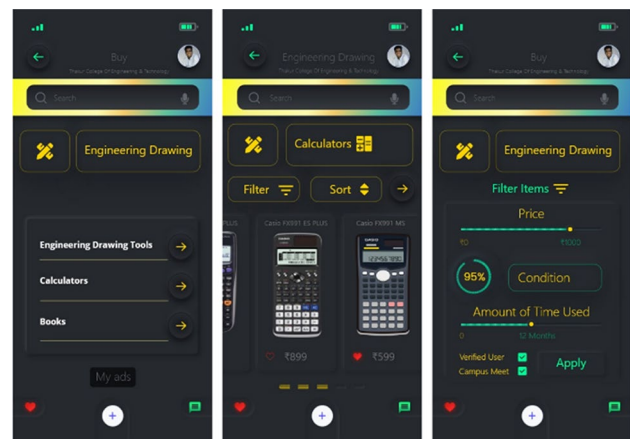 Buy
Thakur College Of Engineering & Technology
Search
Engineering Drawing
Engineering Drawing Tools
Calculators
Books
My ads
Engineering Drawing
Thakur College Of Engineering & Technology
Search
Calculators
Filter
Sort
PLUS
Casio FX991 ES PLUS
Casio FX991 MS
CASIO
₹899
₹599
Buy
Thakur College Of Engineering & Technology
Search
Engineering Drawing
Filter Items
Price
₹0
₹1000
95%
Condition
Amount of Time Used
0
12 Months
Verified User
Campus Meet
Apply